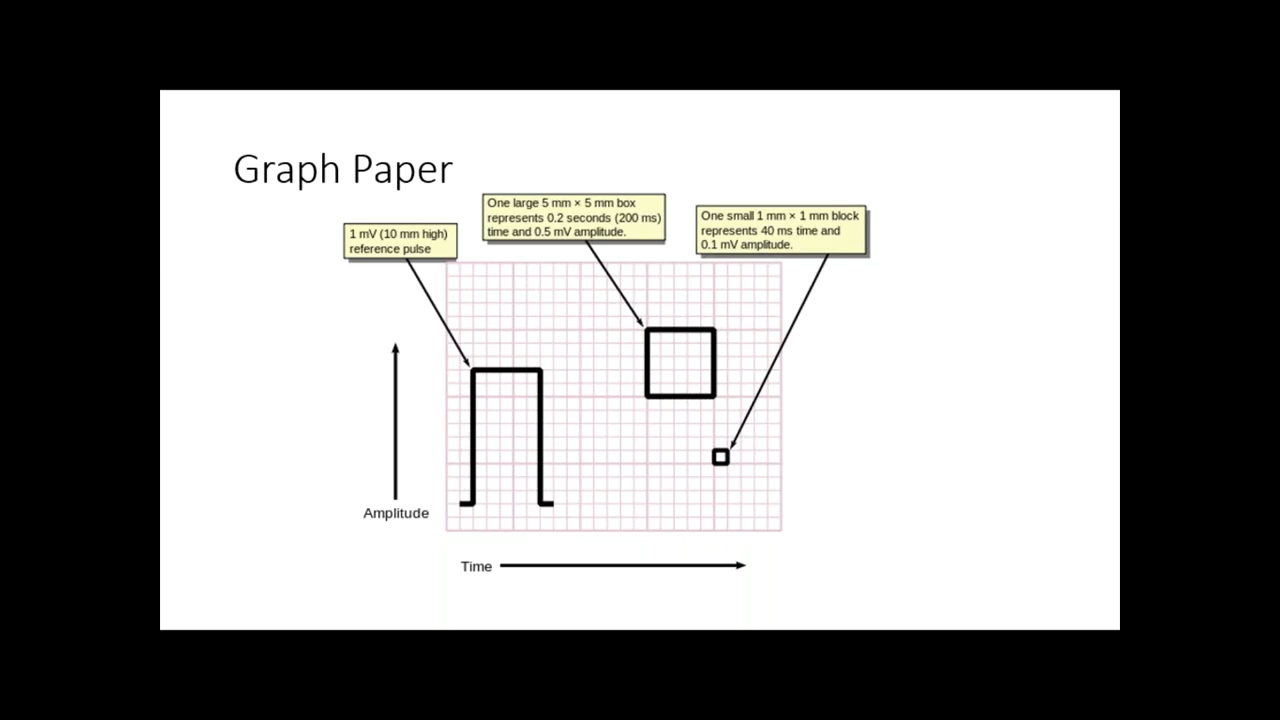 Graph Paper
One large 5 mm × 5 mm box
represents 0.2 seconds (200 ms)
time and 0.5 mV amplitude.
One small 1 mm × 1 mm block
represents 40 ms time and
0.1 mV amplitude.
1 mV (10 mm high)
reference pulse
Amplitude
Time